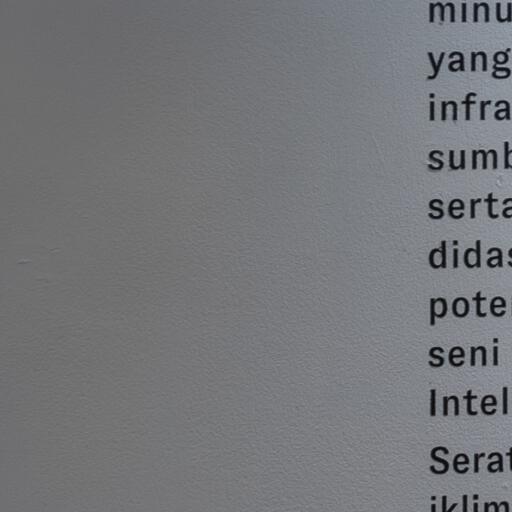 minu
yang
infra
sumb
serta
didas
poter
seni
Intel
Serat
iklim